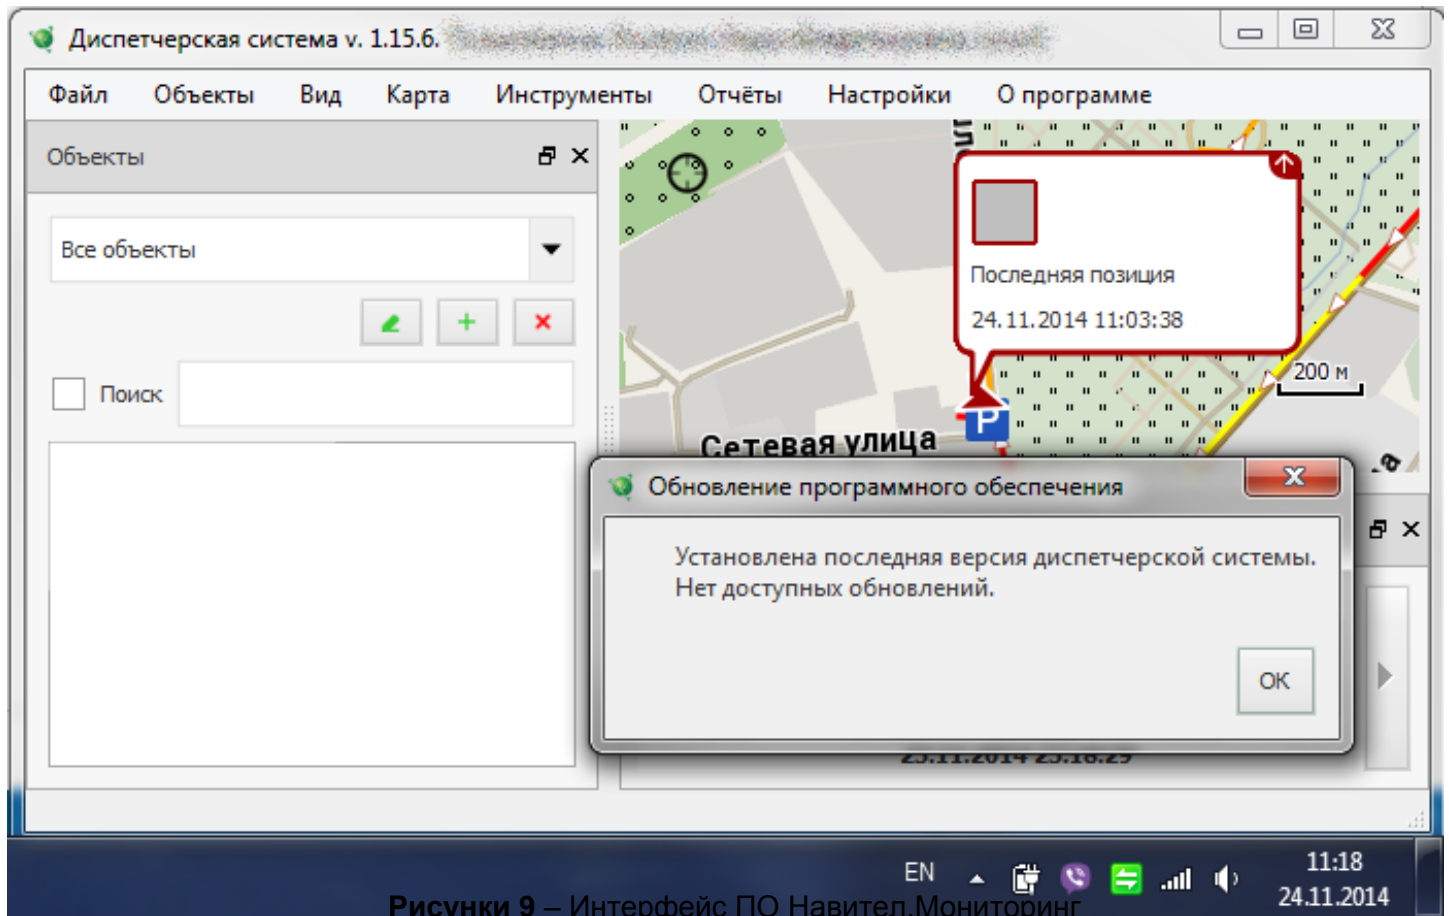 Диспетчерская система v. 1.15.6.
Файл Объекты Вид Карта Инструменты Отчёты Настройки О программе
Объекты
Все объекты
Поиск
Последняя позиция
24.11.2014 11:03:38
200 м
Сетевая улица
Обновление программного обеспечения
Установлена последняя версия диспетчерской системы.
Нет доступных обновлений.
OK
EN
11:18
24.11.2014
Рисунки 9 – Интерфейс ПО Навител.Мониторинг